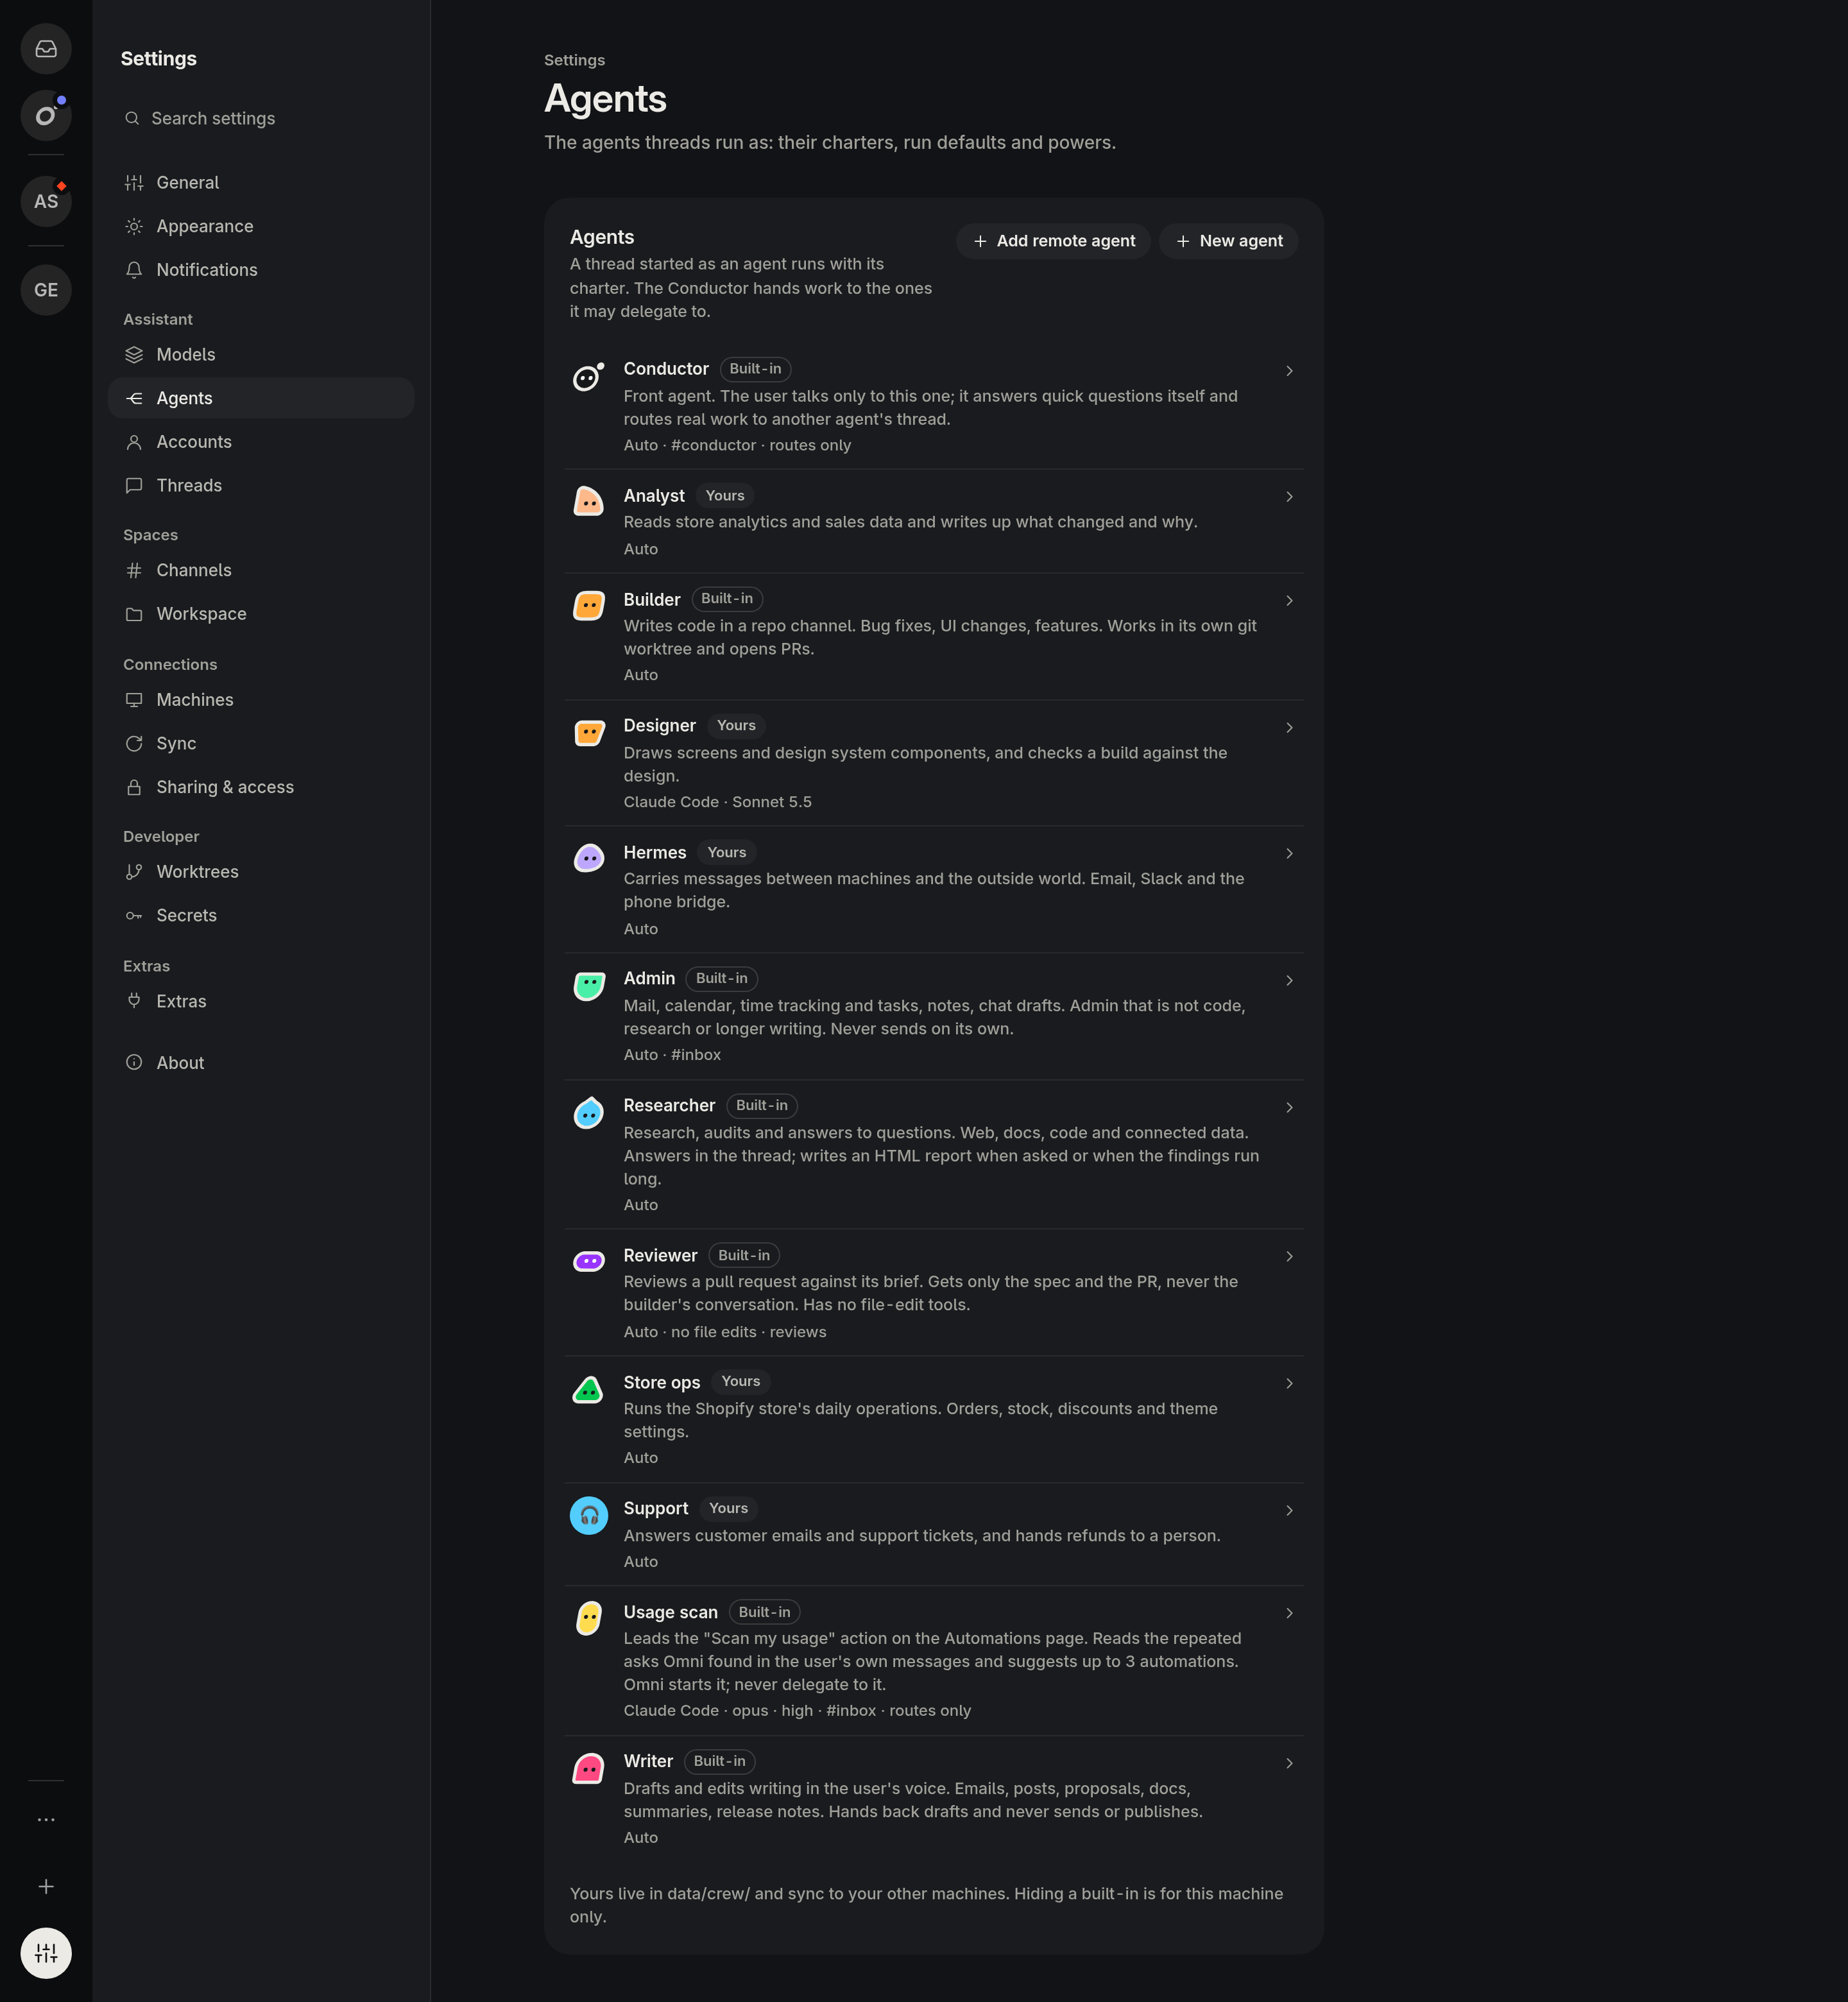 Settings
Search settings
General
Appearance
Notifications
Assistant
Models
Agents
Accounts
Threads
Spaces
Channels
Workspace
Connections
Machines
Sync
Sharing & access
Developer
Worktrees
Secrets
Extras
Extras
About
AS
GE
Settings
Agents
The agents threads run as: their charters, run defaults and powers.
Agents
A thread started as an agent runs with its
charter. The Conductor hands work to the ones
it may delegate to.
Add remote agent
New agent
Conductor Built-in
Front agent. The user talks only to this one; it answers quick questions itself and
routes real work to another agent's thread.
Auto · #conductor · routes only
Analyst Yours
Reads store analytics and sales data and writes up what changed and why.
Auto
Builder Built-in
Writes code in a repo channel. Bug fixes, UI changes, features. Works in its own git
worktree and opens PRs.
Auto
Designer Yours
Draws screens and design system components, and checks a build against the
design.
Claude Code · Sonnet 5.5
Hermes Yours
Carries messages between machines and the outside world. Email, Slack and the
phone bridge.
Auto
Admin Built-in
Mail, calendar, time tracking and tasks, notes, chat drafts. Admin that is not code,
research or longer writing. Never sends on its own.
Auto · #inbox
Researcher Built-in
Research, audits and answers to questions. Web, docs, code and connected data.
Answers in the thread; writes an HTML report when asked or when the findings run
long.
Auto
Reviewer Built-in
Reviews a pull request against its brief. Gets only the spec and the PR, never the
builder's conversation. Has no file-edit tools.
Auto · no file edits · reviews
Store ops Yours
Runs the Shopify store's daily operations. Orders, stock, discounts and theme
settings.
Auto
Support Yours
Answers customer emails and support tickets, and hands refunds to a person.
Auto
Usage scan Built-in
Leads the "Scan my usage" action on the Automations page. Reads the repeated
asks Omni found in the user's own messages and suggests up to 3 automations.
Omni starts it; never delegate to it.
Claude Code · opus · high · #inbox · routes only
Writer Built-in
Drafts and edits writing in the user's voice. Emails, posts, proposals, docs,
summaries, release notes. Hands back drafts and never sends or publishes.
Auto
Yours live in data/crew/ and sync to your other machines. Hiding a built-in is for this machine
only.